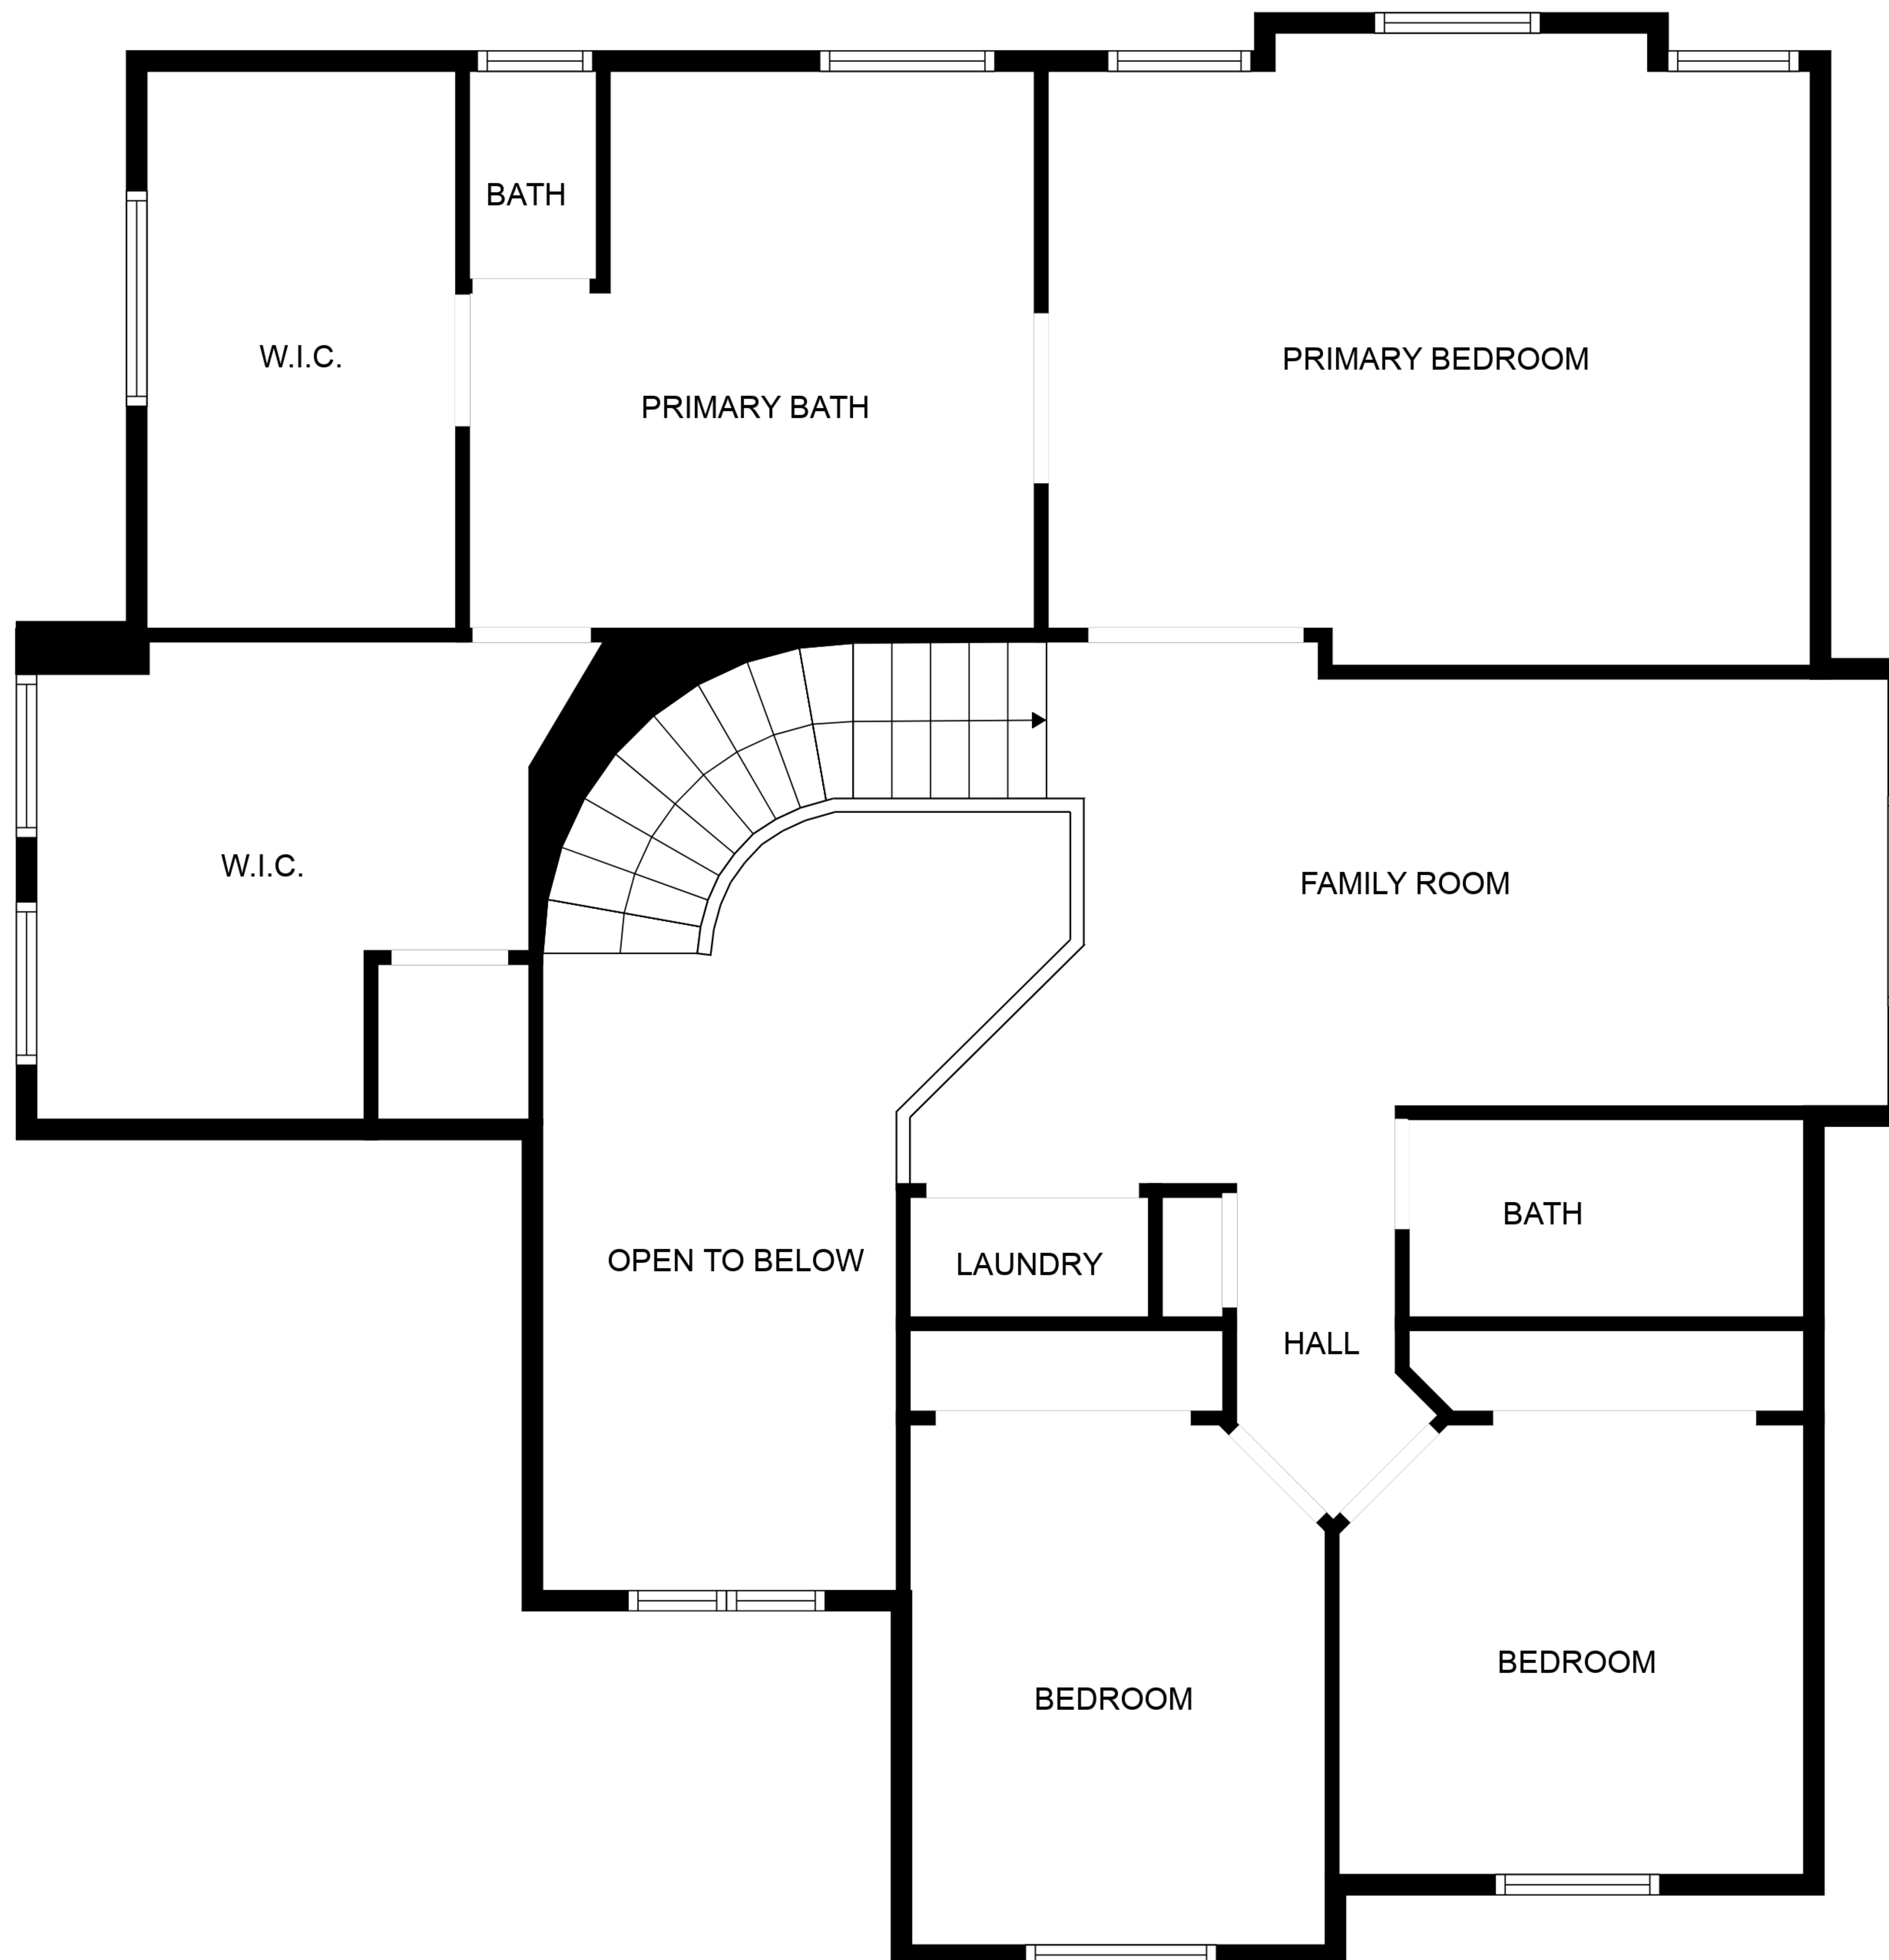 BATH
W.I.C.
PRIMARY BEDROOM
PRIMARY BATH
W.I.C.
FAMILY ROOM
BATH
OPEN TO BELOW
LAUNDRY
HALL
BEDROOM
BEDROOM